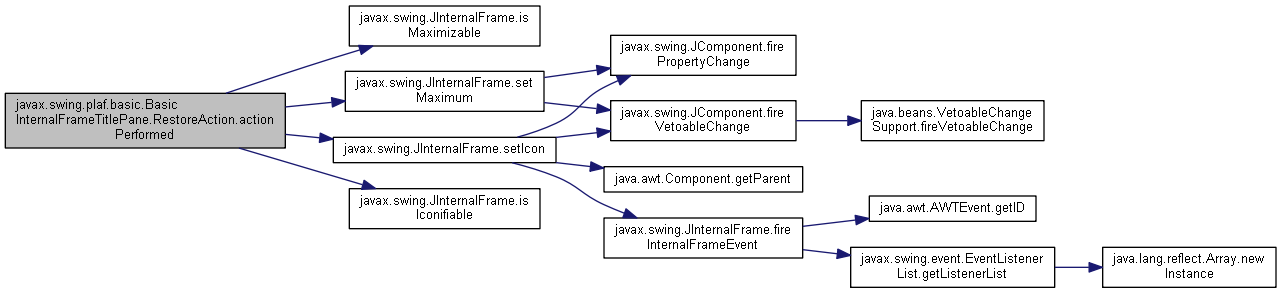 javax.swing.JInternalFrame.is
Maximizable
javax.swing.JComponent.fire
PropertyChange
javax.swing.JInternalFrame.set
Maximum
javax.swing.plaf.basic.Basic
InternalFrameTitlePane.RestoreAction.action
Performed
javax.swing.JComponent.fire
VetoableChange
java.beans.VetoableChange
Support.fireVetoableChange
javax.swing.JInternalFrame.setIcon
java.awt.Component.getParent
javax.swing.JInternalFrame.is
Iconifiable
java.awt.AWTEvent.getID
javax.swing.JInternalFrame.fire
InternalFrameEvent
javax.swing.event.EventListener
List.getListenerList
java.lang.reflect.Array.new
Instance